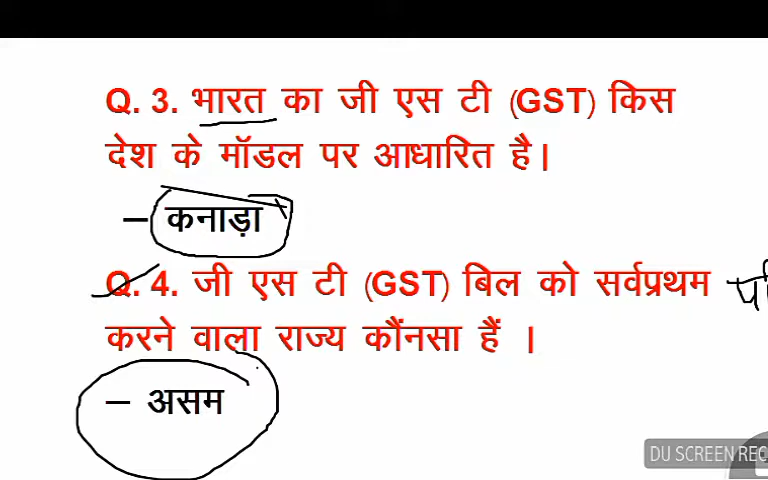 Q. 3. भारत का जी एस टी (GST) किस
देश के मॉडल पर आधारित है।
– कनाड़ा
Q. 4. जी एस टी (GST) बिल को सर्वप्रथम
करने वाला राज्य कौंनसा हैं ।
– असम
DU SCREEN REC